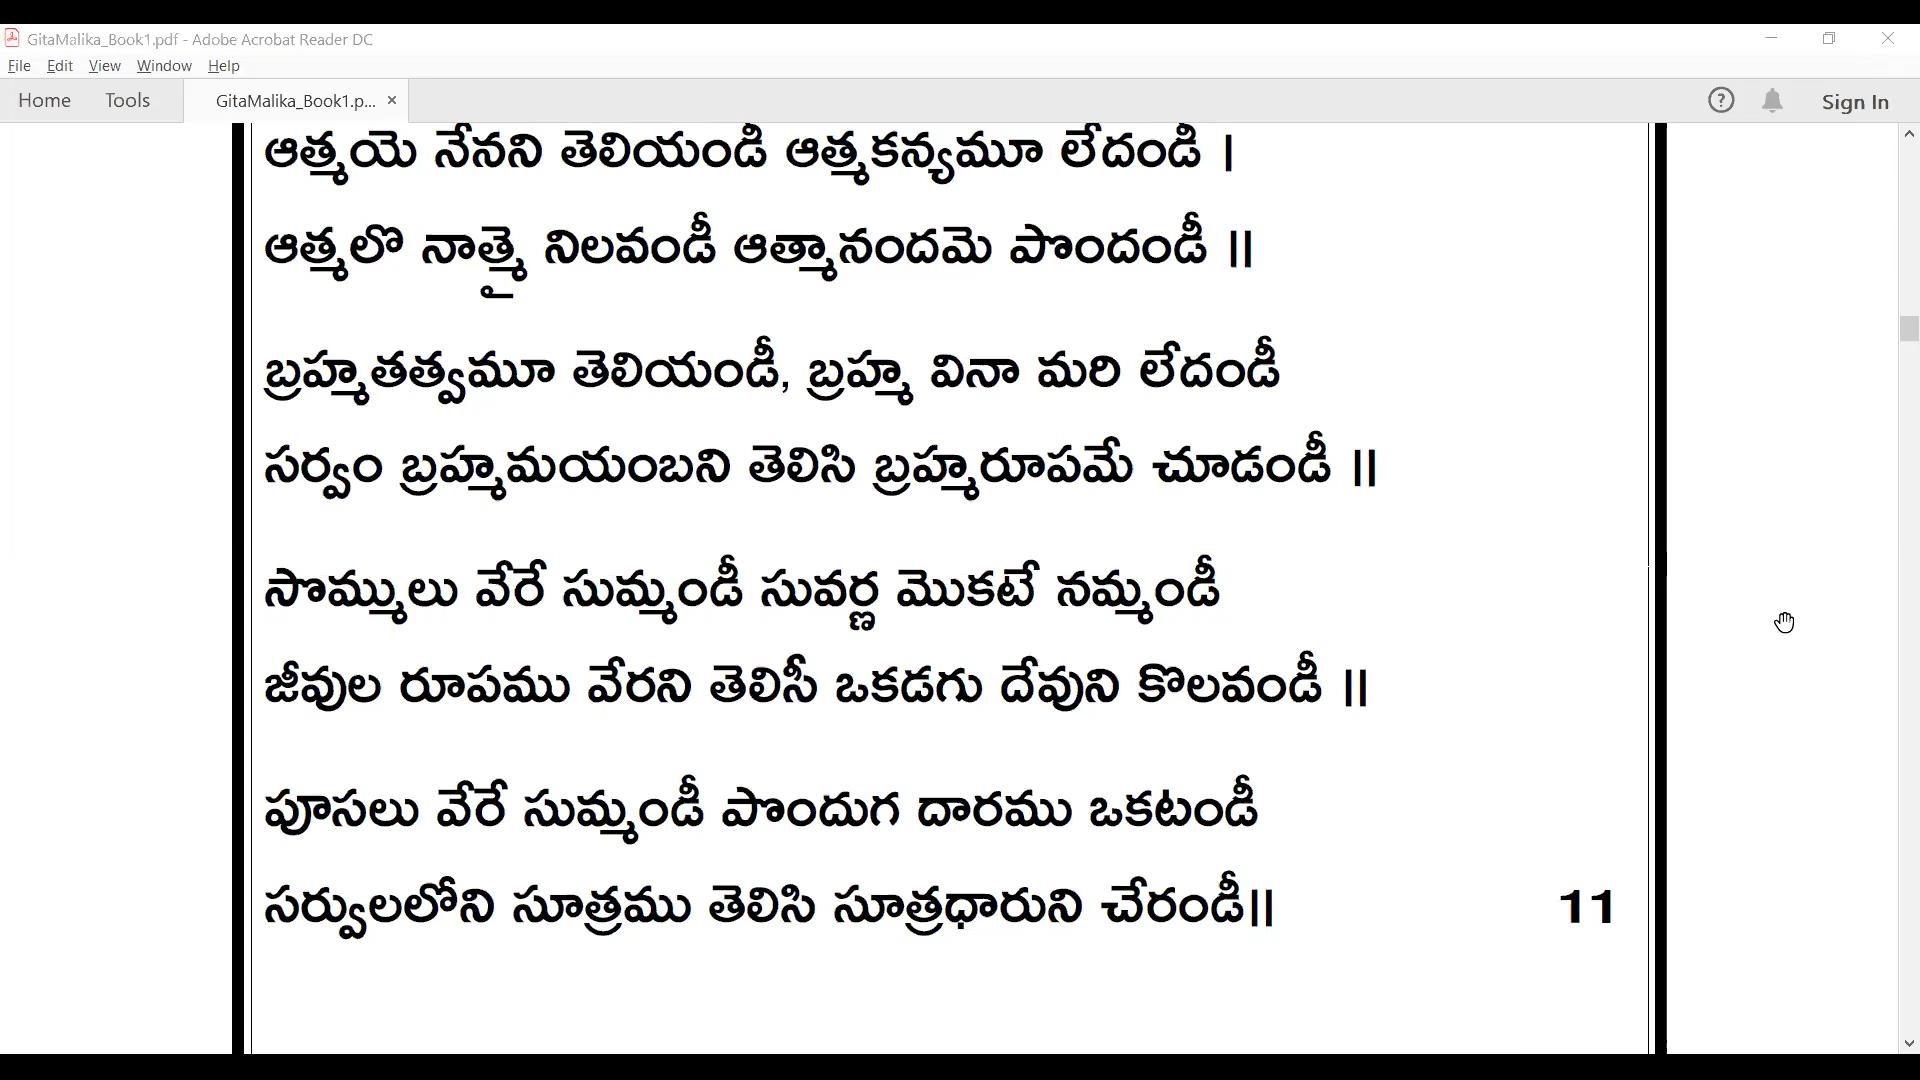 GitaMalika_Book1.pdf - Adobe Acrobat Reader DC
File Edit View Window Help
Home Tools GitaMalika_Book1.p... × ? Sign In
ఆత్మయె నేనని తెలియండీ ఆత్మకన్యమూ లేదండీ |
ఆత్మలొ నాత్మై నిలవండీ ఆత్మానందమె పొందండీ ||
బ్రహ్మతత్వమూ తెలియండీ, బ్రహ్మ వినా మరి లేదండీ
సర్వం బ్రహ్మమయంబని తెలిసి బ్రహ్మరూపమే చూడండీ ||
సొమ్ములు వేరే సుమ్మండీ సువర్ణ మొకటే నమ్మండీ
జీవుల రూపము వేరని తెలిసీ ఒకడగు దేవుని కొలవండీ ||
పూసలు వేరే సుమ్మండీ పొందుగ దారము ఒకటండీ
సర్వులలోని సూత్రము తెలిసి సూత్రధారుని చేరండీ|| 11